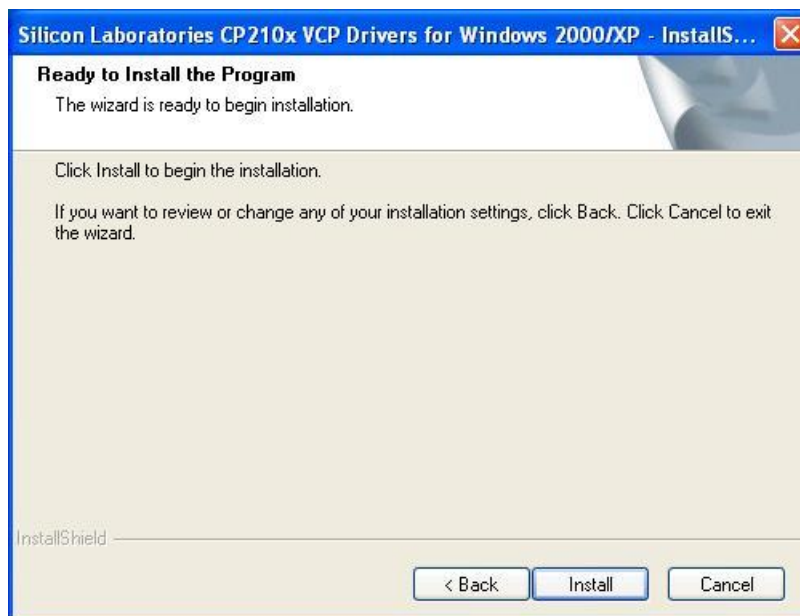 Silicon Laboratories CP210x VCP Drivers for Windows 2000/XP - InstallS...
Ready to Install the Program
The wizard is ready to begin installation.
Click Install to begin the installation.
If you want to review or change any of your installation settings, click Back. Click Cancel to exit
the wizard.
InstallShield
< Back Install Cancel